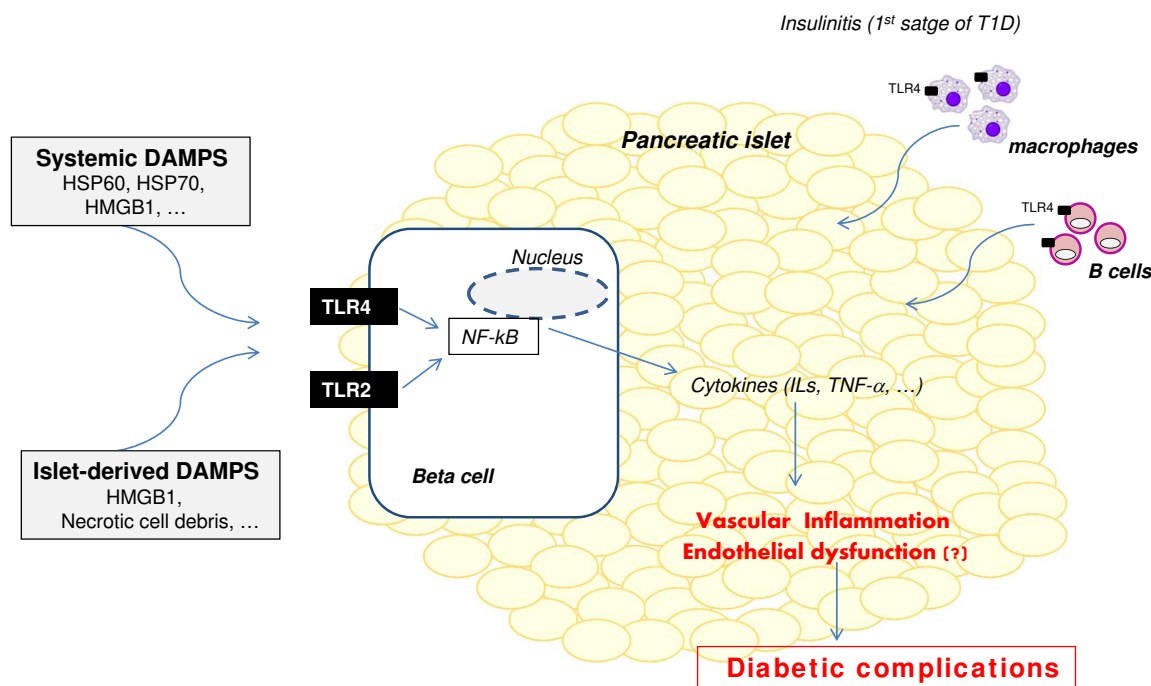 Insulinitis (1st satge of T1D)
TLR4
macrophages
Pancreatic islet
Systemic DAMPS
HSP60, HSP70,
HMGB1, …
TLR4
B cells
Nucleus
TLR4
NF-kB
TLR2
Cytokines (ILs, TNF-α, …)
Beta cell
Islet-derived DAMPS
HMGB1,
Necrotic cell debris, …
Vascular Inflammation
Endothelial dysfunction (?)
Diabetic complications